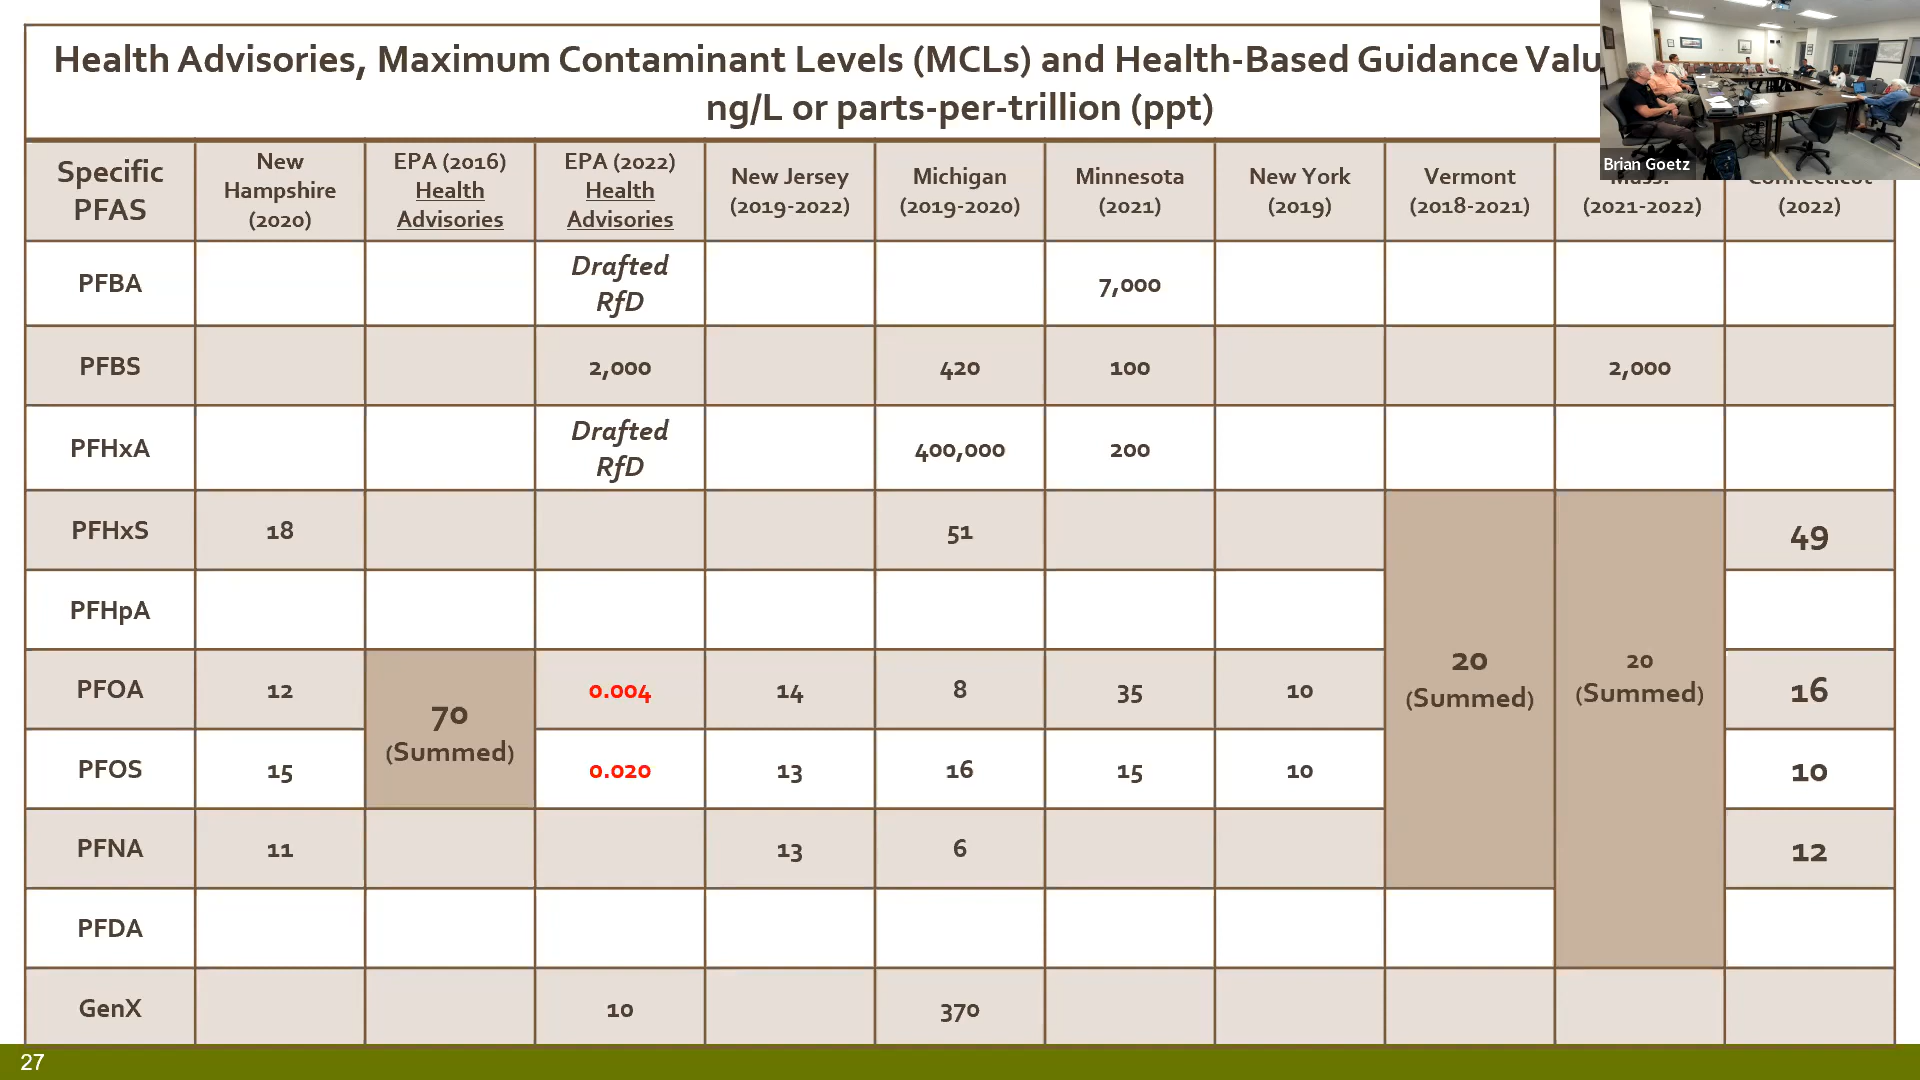 Health Advisories, Maximum Contaminant Levels (MCLs) and Health-Based Guidance
ng/L or parts-per-trillion (ppt)
Brian Goetz
Specific PFAS
New Hampshire (2020)
EPA (2016) Health Advisories
EPA (2022) Health Advisories
New Jersey (2019-2022)
Michigan (2019-2020)
Minnesota (2021)
New York (2019)
Vermont (2018-2021)
Mass. (2021-2022)
Connecticut (2022)
PFBA
Drafted RfD
7,000
PFBS
2,000
420
100
2,000
PFHxA
Drafted RfD
400,000
200
PFHxS
18
51
49
PFHpA
PFOA
12
70 (Summed)
0.004
14
8
35
10
20 (Summed)
20 (Summed)
16
PFOS
15
0.020
13
16
15
10
10
PFNA
11
13
6
12
PFDA
GenX
10
370
27